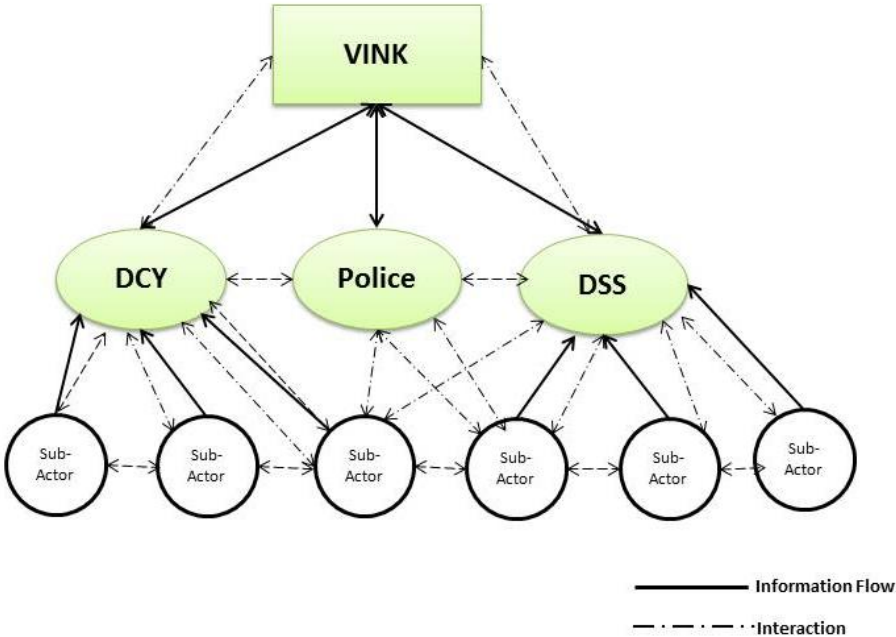 VINK
DCY
Police
DSS
Sub-
Actor
Sub-
Actor
Sub-
Actor
Sub-
Actor
Sub-
Actor
Sub-
Actor
Information Flow
Interaction